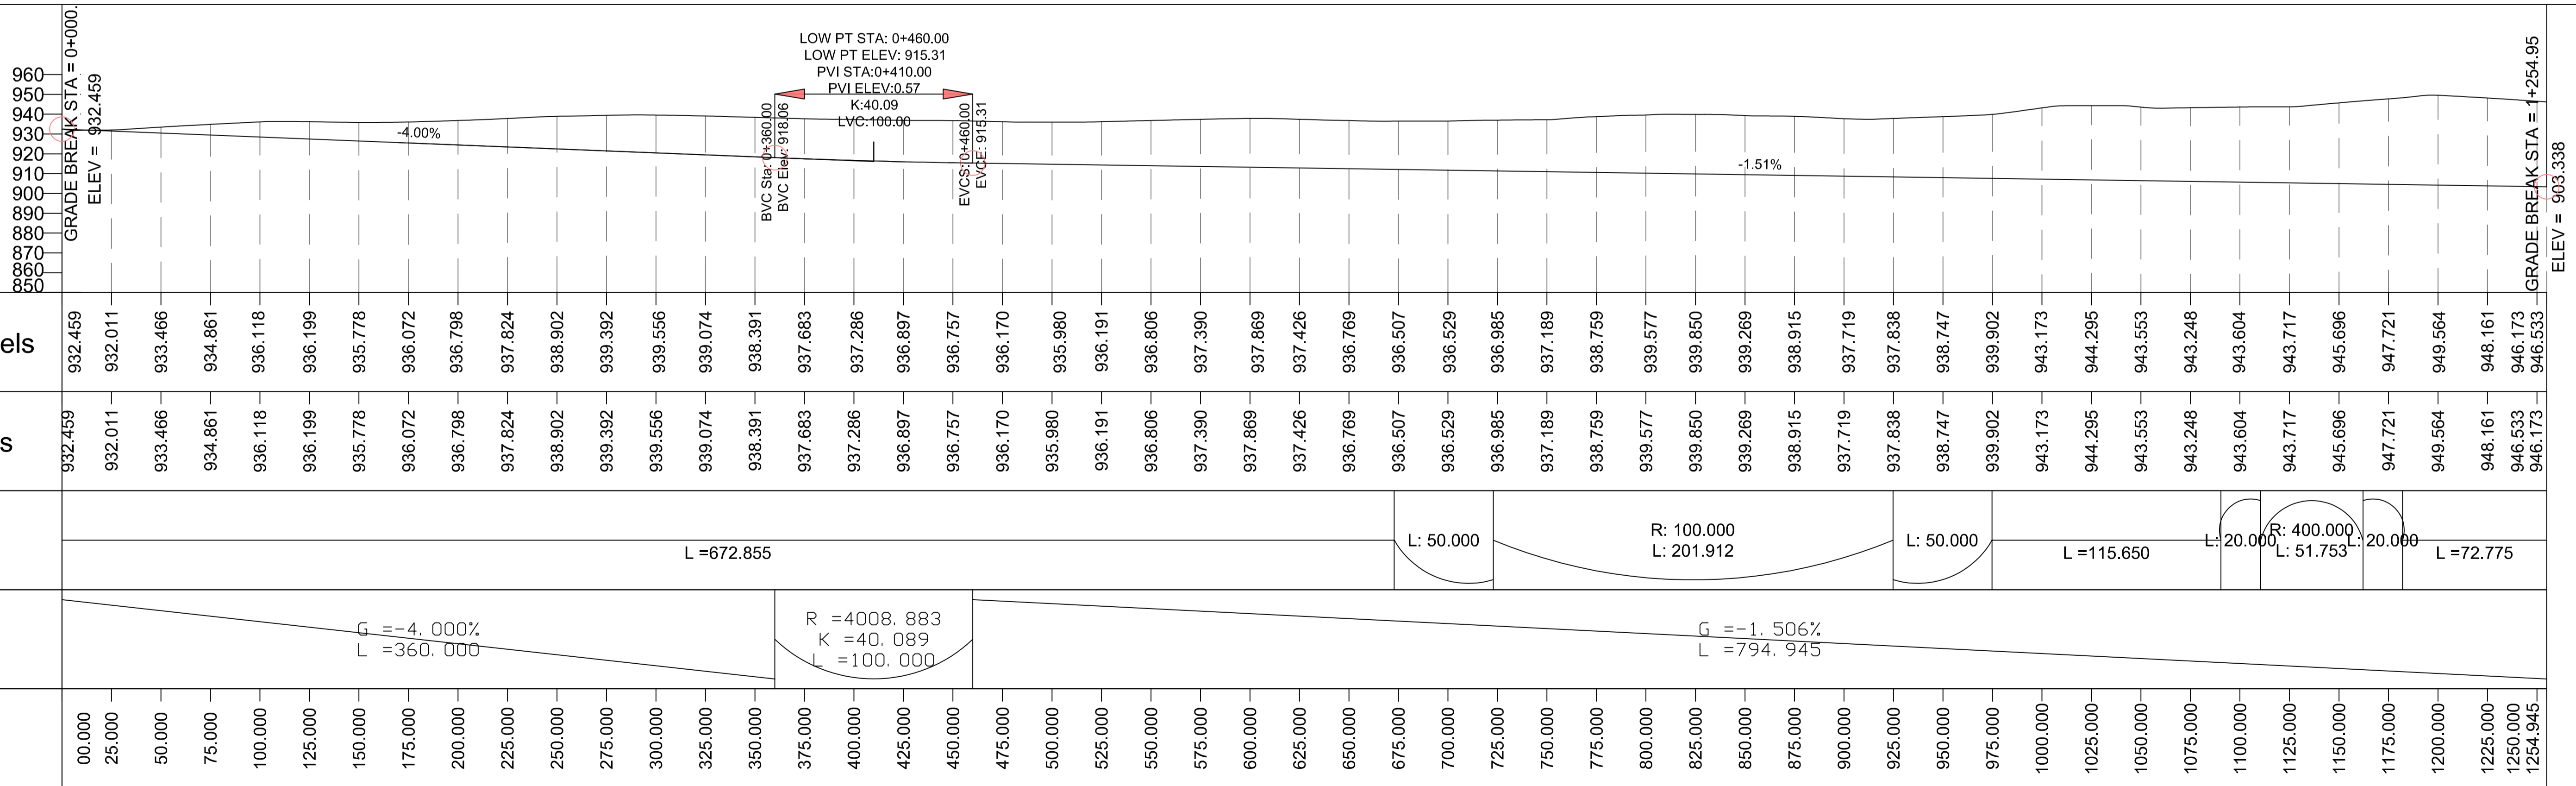 LOW PT STA: 0+460.00
LOW PT ELEV: 915.31
PVI STA:0+410.00
PVI ELEV:0.57
K:40.09
LVC:100.00
960
950
940
930
920
910
900
890
880
870
860
850
GRADE BREAK STA = 0+000.
ELEV = 932.459
-4.00%
BVC Sta: 0+360.00
BVC Elev: 918.06
EVCS: 0+460.00
EVCE: 915.31
-1.51%
GRADE BREAK STA = 1+254.95
ELEV = 903.338
els
932.459 932.011 933.466 934.861 936.118 936.199 935.778 936.072 936.798 937.824 938.902 939.392 939.556 939.074 938.391 937.683 937.286 936.897 936.757 936.170 935.980 936.191 936.806 937.390 937.869 937.426 936.769 936.507 936.529 936.985 937.189 938.759 939.577 939.850 939.269 938.915 937.719 937.838 938.747 939.902 943.173 944.295 943.553 943.248 943.604 943.717 945.696 947.721 949.564 948.161 946.173 946.533
s
932.459 932.011 933.466 934.861 936.118 936.199 935.778 936.072 936.798 937.824 938.902 939.392 939.556 939.074 938.391 937.683 937.286 936.897 936.757 936.170 935.980 936.191 936.806 937.390 937.869 937.426 936.769 936.507 936.529 936.985 937.189 938.759 939.577 939.850 939.269 938.915 937.719 937.838 938.747 939.902 943.173 944.295 943.553 943.248 943.604 943.717 945.696 947.721 949.564 948.161 946.533 946.173
L =672.855
L: 50.000
R: 100.000
L: 201.912
L: 50.000
L =115.650
L: 20.000
R: 400.000
L: 51.753
L: 20.000
L =72.775
G =-4.000%
L =360.000
R =4008.883
K =40.089
L =100.000
G =-1.506%
L =794.945
00.000 25.000 50.000 75.000 100.000 125.000 150.000 175.000 200.000 225.000 250.000 275.000 300.000 325.000 350.000 375.000 400.000 425.000 450.000 475.000 500.000 525.000 550.000 575.000 600.000 625.000 650.000 675.000 700.000 725.000 750.000 775.000 800.000 825.000 850.000 875.000 900.000 925.000 950.000 975.000 1000.000 1025.000 1050.000 1075.000 1100.000 1125.000 1150.000 1175.000 1200.000 1225.000 1250.000 1254.945